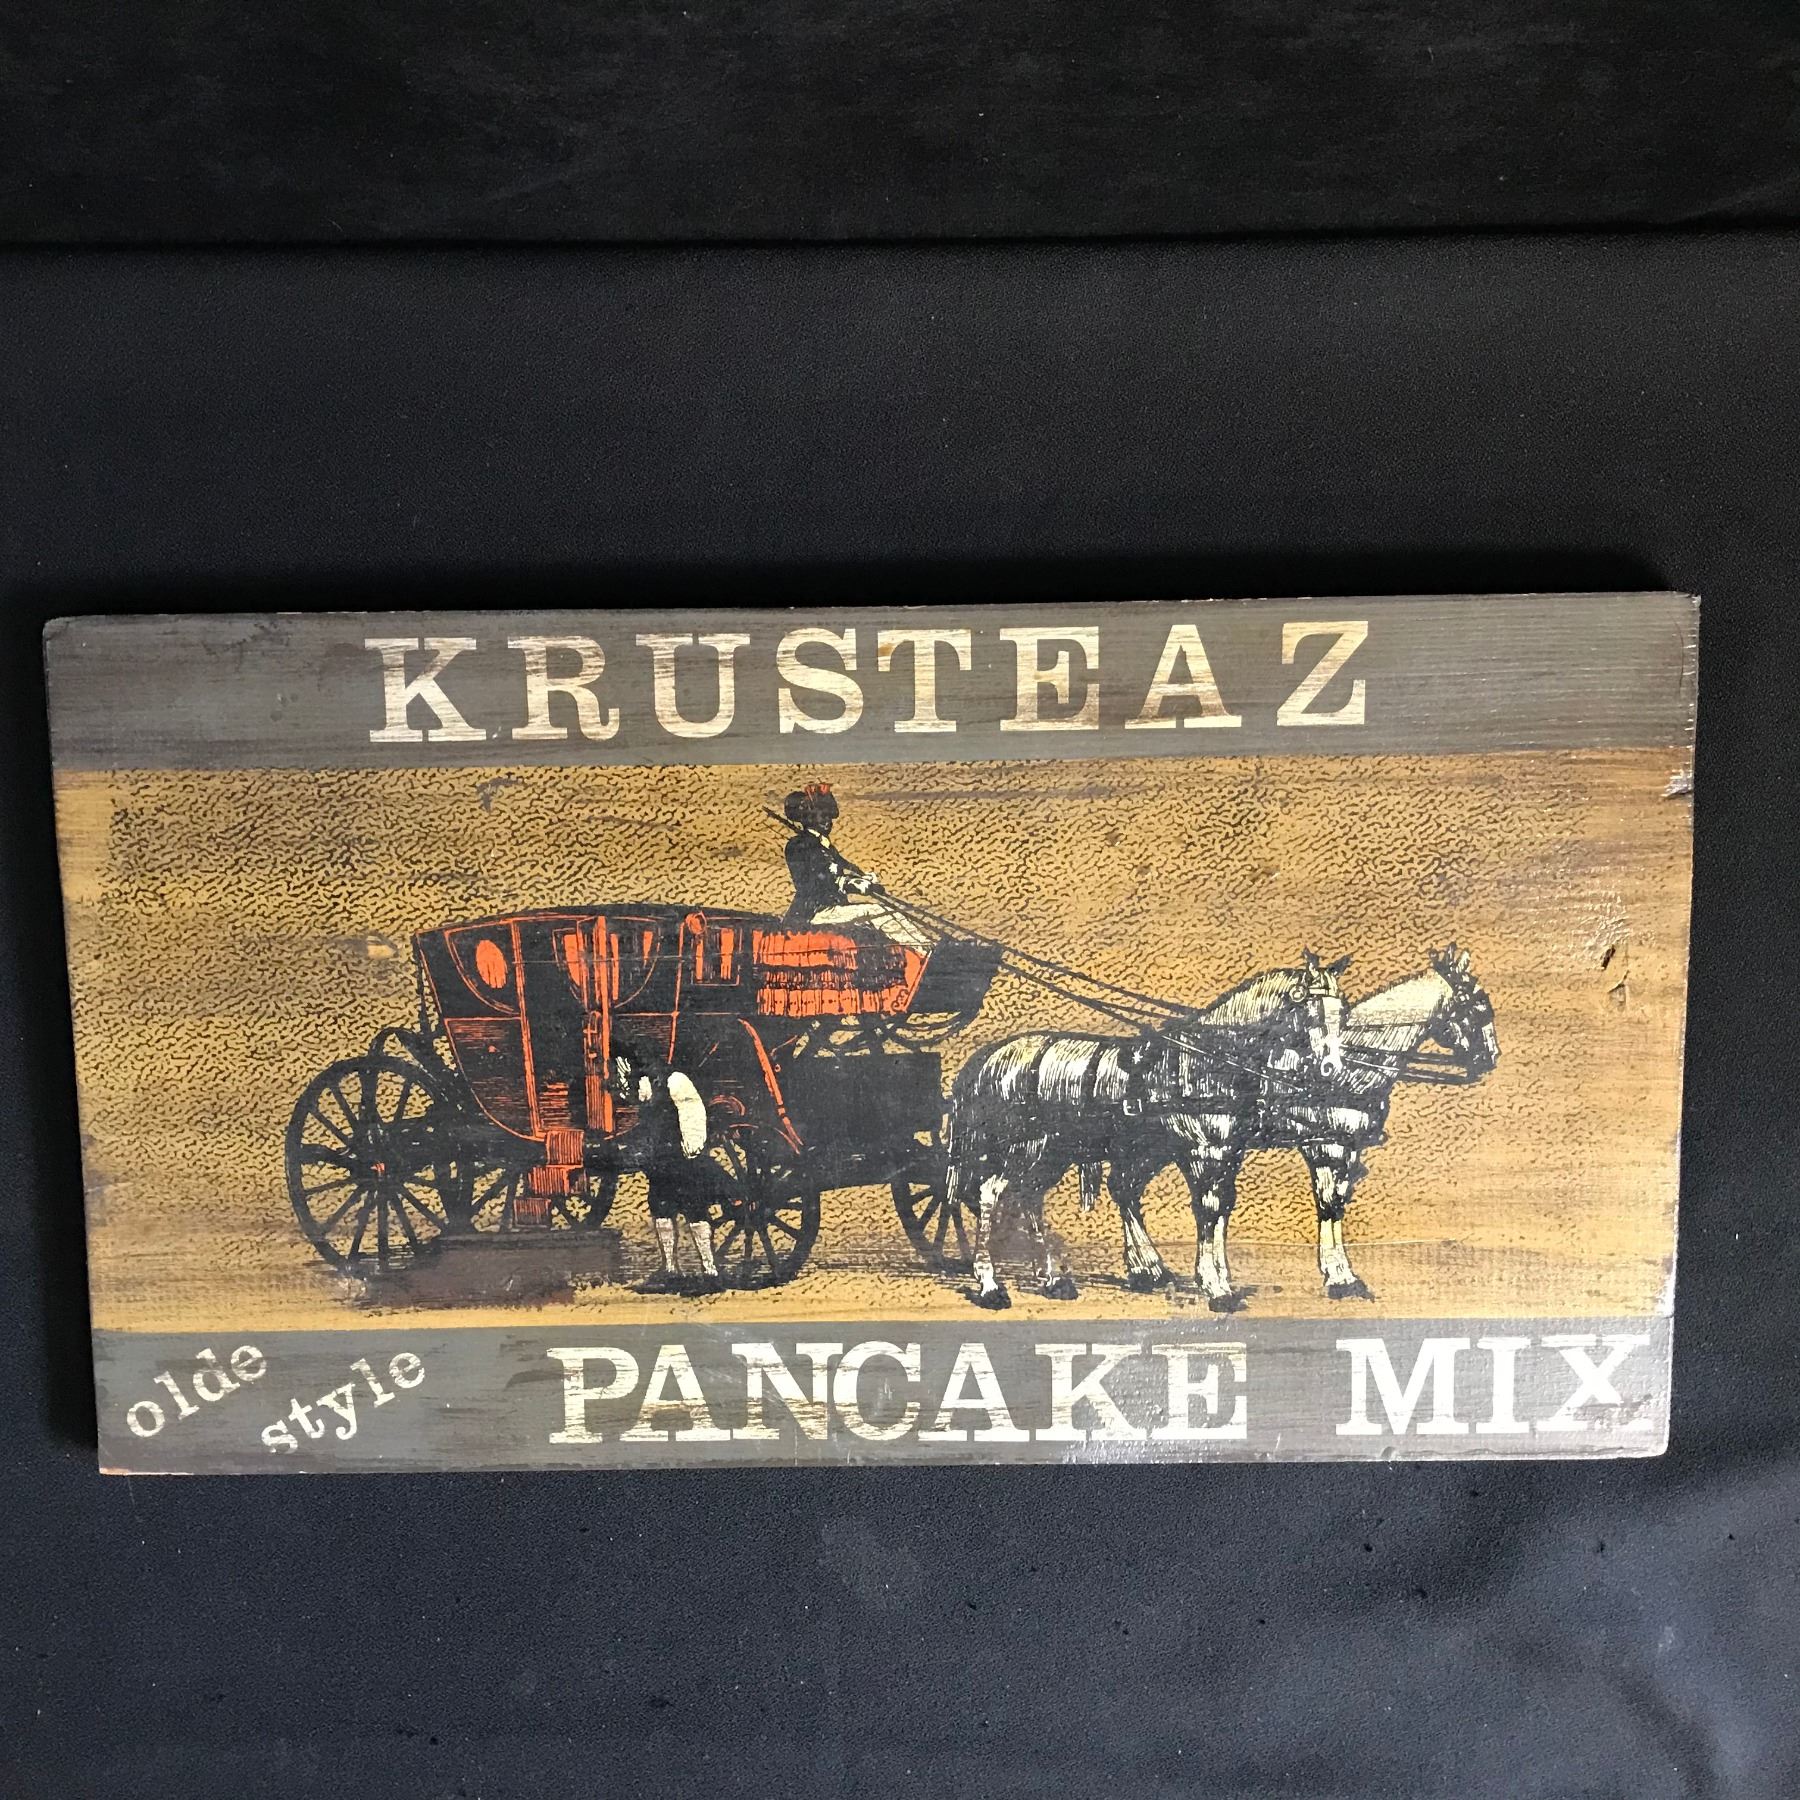 KRUSTEAZ
olde
style
PANCAKE MIX